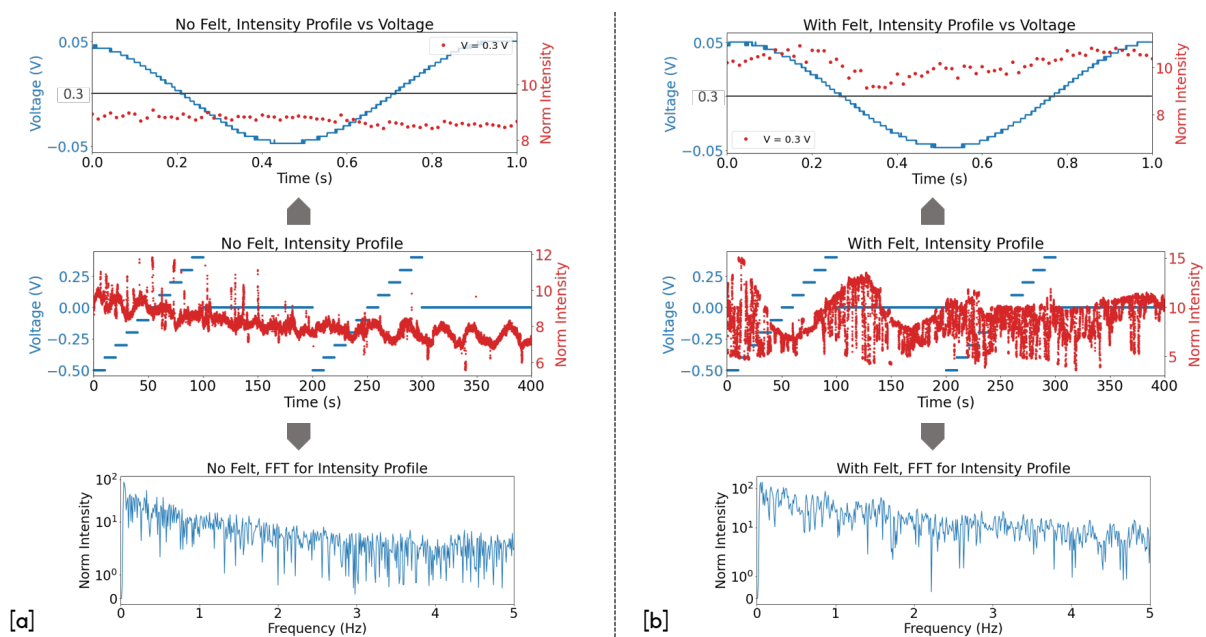 No Felt, Intensity Profile vs Voltage
Voltage (V)
0.05
0.3
−0.05
V = 0.3 V
10
8
Norm Intensity
0.0 0.2 0.4 0.6 0.8 1.0
Time (s)
No Felt, Intensity Profile
Voltage (V)
0.25
0.00
−0.25
−0.50
12
10
8
6
Norm Intensity
0 50 100 150 200 250 300 350 400
Time (s)
No Felt, FFT for Intensity Profile
Norm Intensity
10²
10¹
10⁰
0
0 1 2 3 4 5
Frequency (Hz)
[a]
With Felt, Intensity Profile vs Voltage
Voltage (V)
0.05
0.3
−0.05
V = 0.3 V
10
8
Norm Intensity
0.0 0.2 0.4 0.6 0.8 1.0
Time (s)
With Felt, Intensity Profile
Voltage (V)
0.25
0.00
−0.25
−0.50
15
10
5
Norm Intensity
0 50 100 150 200 250 300 350 400
Time (s)
With Felt, FFT for Intensity Profile
Norm Intensity
10²
10¹
10⁰
0
0 1 2 3 4 5
Frequency (Hz)
[b]